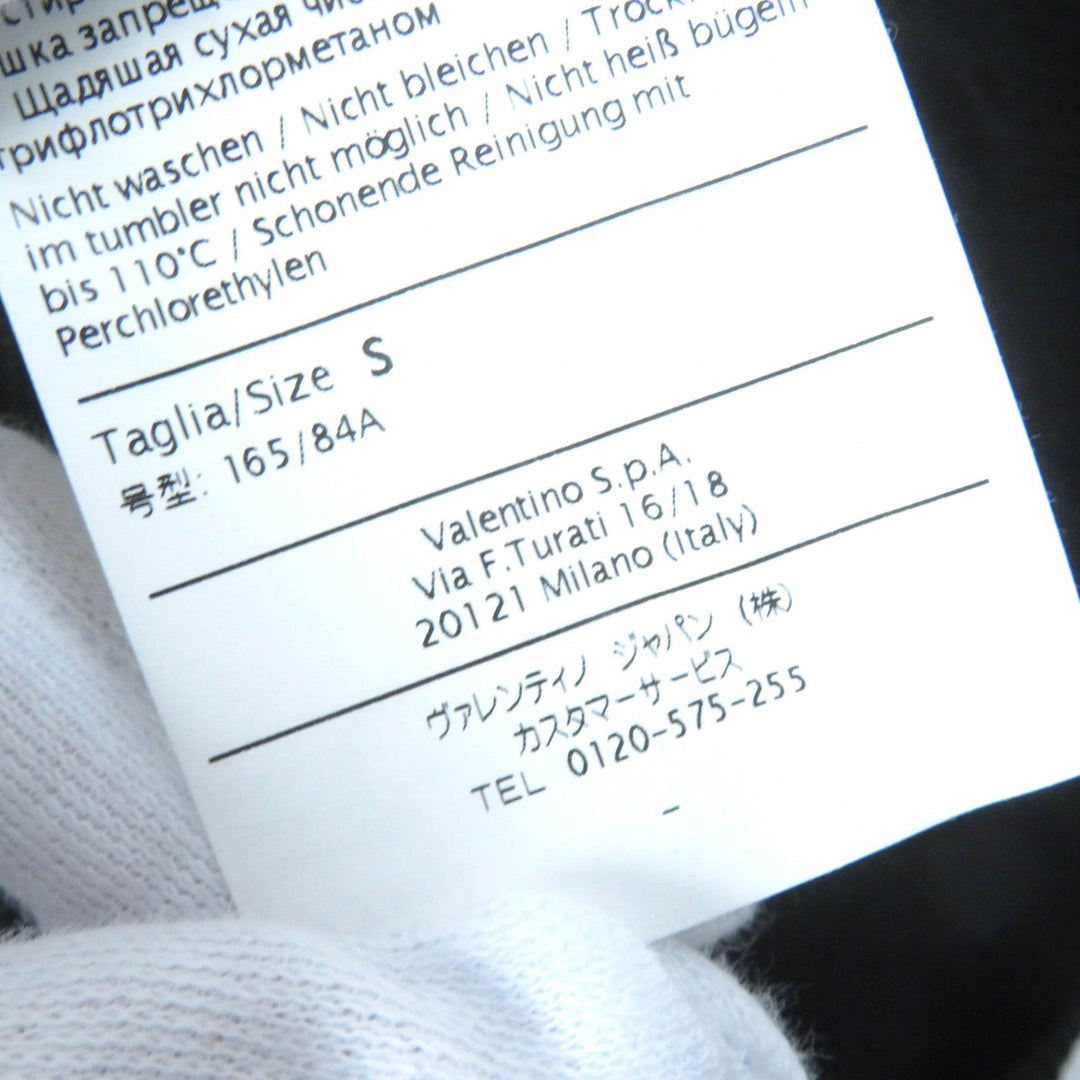 шка запрещ
Щадяшая сухая чис
трифлотрихлорметаном
Nicht waschen / Nicht bleichen / Trock
im tumbler nicht möglich / Nicht heiß bügeln
bis 110°C / Schonende Reinigung mit
Perchlorethylen
Taglia/Size S
号型: 165/84A
Valentino S.p.A.
Via F.Turati 16/18
20121 Milano (Italy)
ヴァレンティノ ジャパン (株)
カスタマーサービス
TEL 0120-575-255
-